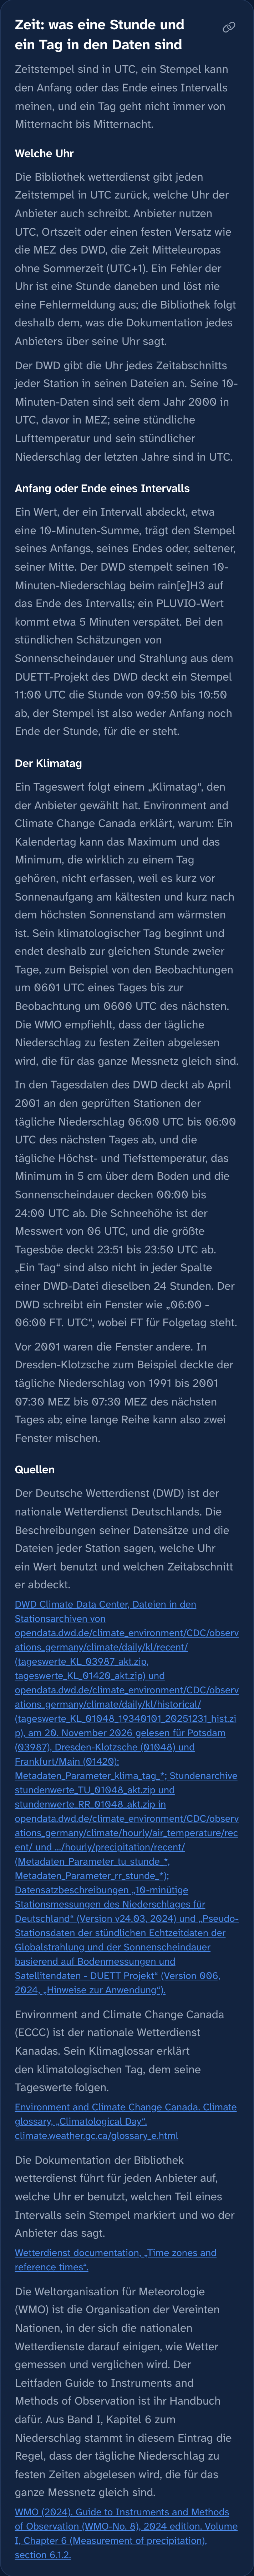 Zeit: was eine Stunde und
ein Tag in den Daten sind
Zeitstempel sind in UTC, ein Stempel kann
den Anfang oder das Ende eines Intervalls
meinen, und ein Tag geht nicht immer von
Mitternacht bis Mitternacht.
Welche Uhr
Die Bibliothek wetterdienst gibt jeden
Zeitstempel in UTC zurück, welche Uhr der
Anbieter auch schreibt. Anbieter nutzen
UTC, Ortszeit oder einen festen Versatz wie
die MEZ des DWD, die Zeit Mitteleuropas
ohne Sommerzeit (UTC+1). Ein Fehler der
Uhr ist eine Stunde daneben und löst nie
eine Fehlermeldung aus; die Bibliothek folgt
deshalb dem, was die Dokumentation jedes
Anbieters über seine Uhr sagt.
Der DWD gibt die Uhr jedes Zeitabschnitts
jeder Station in seinen Dateien an. Seine 10-
Minuten-Daten sind seit dem Jahr 2000 in
UTC, davor in MEZ; seine stündliche
Lufttemperatur und sein stündlicher
Niederschlag der letzten Jahre sind in UTC.
Anfang oder Ende eines Intervalls
Ein Wert, der ein Intervall abdeckt, etwa
eine 10-Minuten-Summe, trägt den Stempel
seines Anfangs, seines Endes oder, seltener,
seiner Mitte. Der DWD stempelt seinen 10-
Minuten-Niederschlag beim rain[e]H3 auf
das Ende des Intervalls; ein PLUVIO-Wert
kommt etwa 5 Minuten verspätet. Bei den
stündlichen Schätzungen von
Sonnenscheindauer und Strahlung aus dem
DUETT-Projekt des DWD deckt ein Stempel
11:00 UTC die Stunde von 09:50 bis 10:50
ab, der Stempel ist also weder Anfang noch
Ende der Stunde, für die er steht.
Der Klimatag
Ein Tageswert folgt einem „Klimatag“, den
der Anbieter gewählt hat. Environment and
Climate Change Canada erklärt, warum: Ein
Kalendertag kann das Maximum und das
Minimum, die wirklich zu einem Tag
gehören, nicht erfassen, weil es kurz vor
Sonnenaufgang am kältesten und kurz nach
dem höchsten Sonnenstand am wärmsten
ist. Sein klimatologischer Tag beginnt und
endet deshalb zur gleichen Stunde zweier
Tage, zum Beispiel von den Beobachtungen
um 0601 UTC eines Tages bis zur
Beobachtung um 0600 UTC des nächsten.
Die WMO empfiehlt, dass der tägliche
Niederschlag zu festen Zeiten abgelesen
wird, die für das ganze Messnetz gleich sind.
In den Tagesdaten des DWD deckt ab April
2001 an den geprüften Stationen der
tägliche Niederschlag 06:00 UTC bis 06:00
UTC des nächsten Tages ab, und die
tägliche Höchst- und Tiefsttemperatur, das
Minimum in 5 cm über dem Boden und die
Sonnenscheindauer decken 00:00 bis
24:00 UTC ab. Die Schneehöhe ist der
Messwert von 06 UTC, und die größte
Tagesböe deckt 23:51 bis 23:50 UTC ab.
„Ein Tag“ sind also nicht in jeder Spalte
einer DWD-Datei dieselben 24 Stunden. Der
DWD schreibt ein Fenster wie „06:00 -
06:00 FT. UTC“, wobei FT für Folgetag steht.
Vor 2001 waren die Fenster andere. In
Dresden-Klotzsche zum Beispiel deckte der
tägliche Niederschlag von 1991 bis 2001
07:30 MEZ bis 07:30 MEZ des nächsten
Tages ab; eine lange Reihe kann also zwei
Fenster mischen.
Quellen
Der Deutsche Wetterdienst (DWD) ist der
nationale Wetterdienst Deutschlands. Die
Beschreibungen seiner Datensätze und die
Dateien jeder Station sagen, welche Uhr
ein Wert benutzt und welchen Zeitabschnitt
er abdeckt.
DWD Climate Data Center, Dateien in den
Stationsarchiven von
opendata.dwd.de/climate_environment/CDC/observ
ations_germany/climate/daily/kl/recent/
(tageswerte_KL_03987_akt.zip,
tageswerte_KL_01420_akt.zip) und
opendata.dwd.de/climate_environment/CDC/observ
ations_germany/climate/daily/kl/historical/
(tageswerte_KL_01048_19340101_20251231_hist.zi
p), am 20. November 2026 gelesen für Potsdam
(03987), Dresden-Klotzsche (01048) und
Frankfurt/Main (01420):
Metadaten_Parameter_klima_tag_*; Stundenarchive
stundenwerte_TU_01048_akt.zip und
stundenwerte_RR_01048_akt.zip in
opendata.dwd.de/climate_environment/CDC/observ
ations_germany/climate/hourly/air_temperature/rec
ent/ und .../hourly/precipitation/recent/
(Metadaten_Parameter_tu_stunde_*,
Metadaten_Parameter_rr_stunde_*);
Datensatzbeschreibungen „10-minütige
Stationsmessungen des Niederschlages für
Deutschland“ (Version v24.03, 2024) und „Pseudo-
Stationsdaten der stündlichen Echtzeitdaten der
Globalstrahlung und der Sonnenscheindauer
basierend auf Bodenmessungen und
Satellitendaten - DUETT Projekt“ (Version 006,
2024, „Hinweise zur Anwendung“).
Environment and Climate Change Canada
(ECCC) ist der nationale Wetterdienst
Kanadas. Sein Klimaglossar erklärt
den klimatologischen Tag, dem seine
Tageswerte folgen.
Environment and Climate Change Canada. Climate
glossary, „Climatological Day“.
climate.weather.gc.ca/glossary_e.html
Die Dokumentation der Bibliothek
wetterdienst führt für jeden Anbieter auf,
welche Uhr er benutzt, welchen Teil eines
Intervalls sein Stempel markiert und wo der
Anbieter das sagt.
Wetterdienst documentation, „Time zones and
reference times“.
Die Weltorganisation für Meteorologie
(WMO) ist die Organisation der Vereinten
Nationen, in der sich die nationalen
Wetterdienste darauf einigen, wie Wetter
gemessen und verglichen wird. Der
Leitfaden Guide to Instruments and
Methods of Observation ist ihr Handbuch
dafür. Aus Band I, Kapitel 6 zum
Niederschlag stammt in diesem Eintrag die
Regel, dass der tägliche Niederschlag zu
festen Zeiten abgelesen wird, die für das
ganze Messnetz gleich sind.
WMO (2024). Guide to Instruments and Methods
of Observation (WMO-No. 8), 2024 edition. Volume
I, Chapter 6 (Measurement of precipitation),
section 6.1.2.